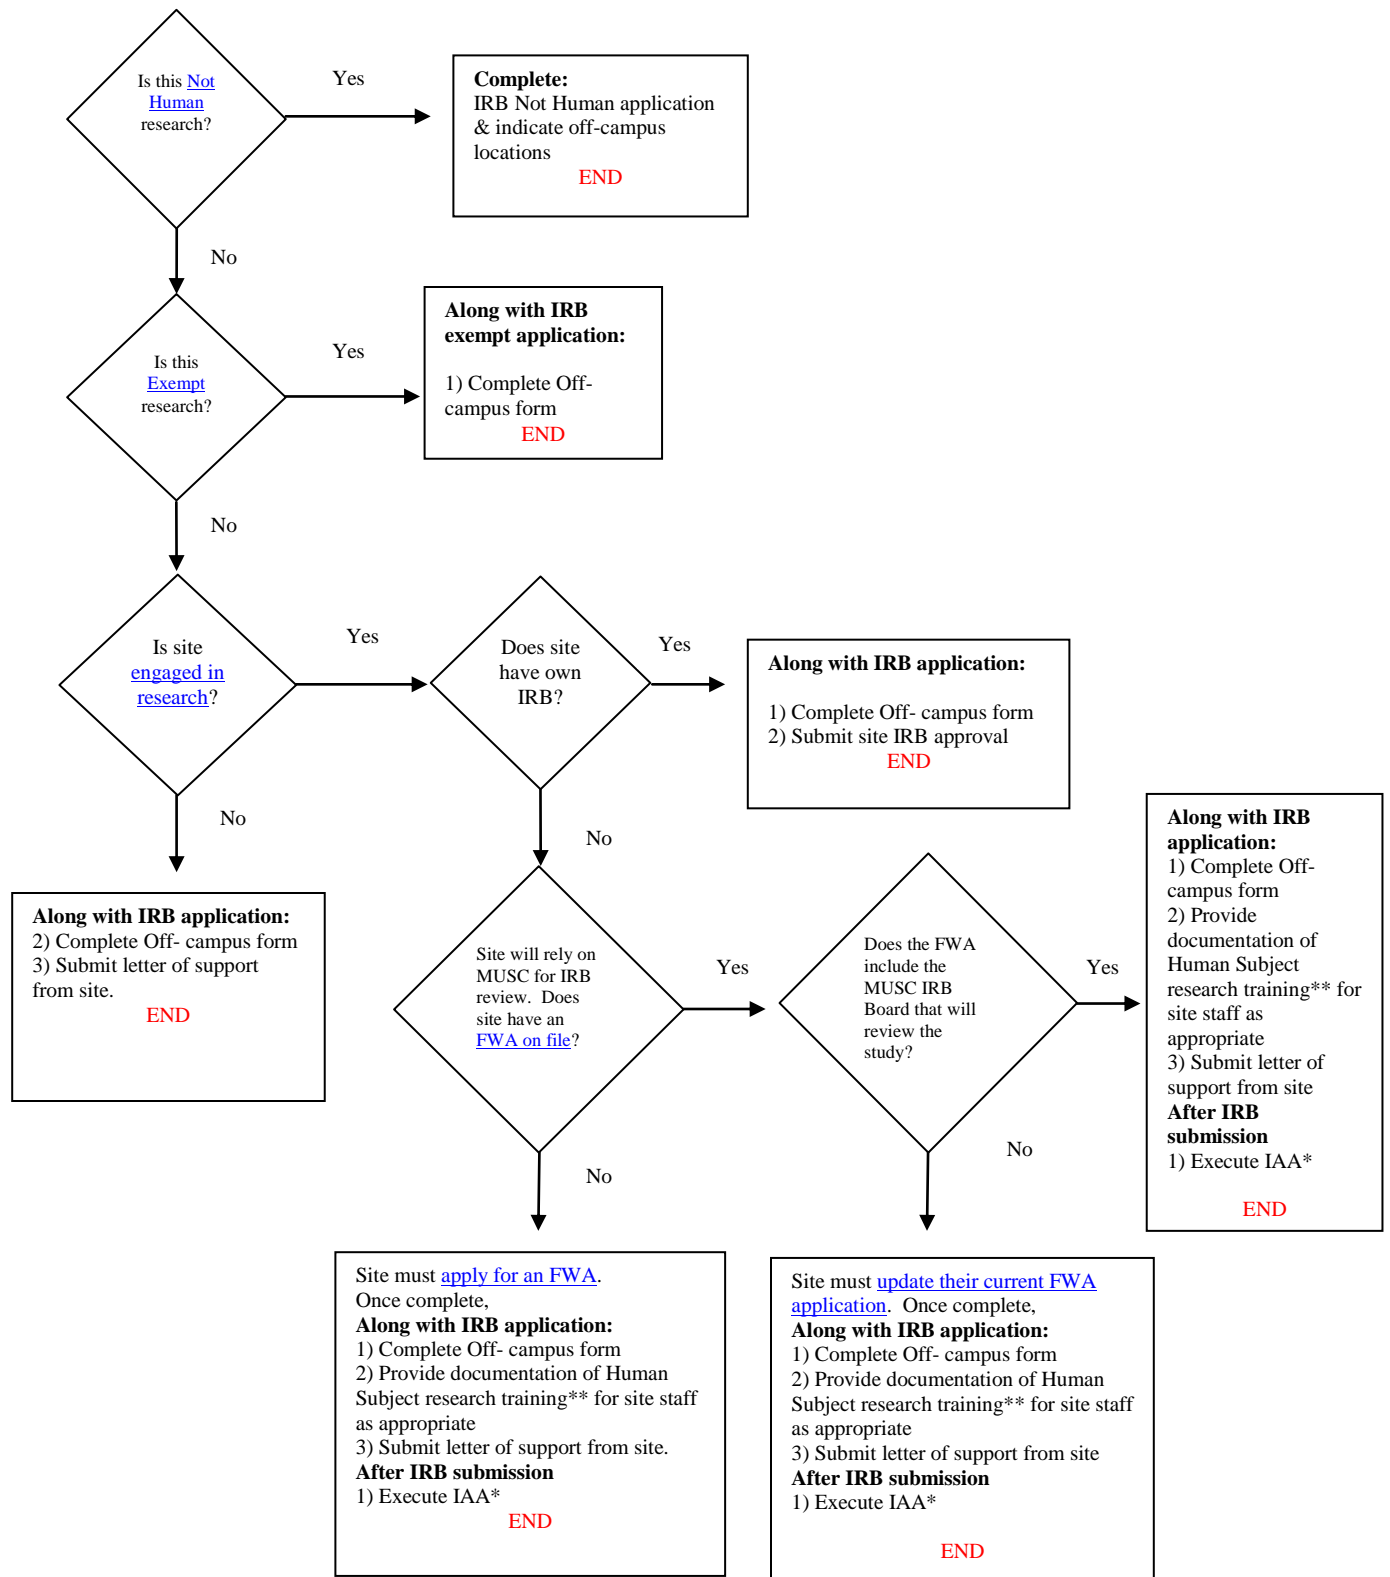 Is this Not
Human
research?
Yes
Complete:
IRB Not Human application
& indicate off-campus
locations
END
No
Is this
Exempt
research?
Yes
Along with IRB
exempt application:
1) Complete Off-
campus form
END
No
Is site
engaged in
research?
Yes
Does site
have own
IRB?
Yes
Along with IRB application:
1) Complete Off- campus form
2) Submit site IRB approval
END
No
Along with IRB application:
2) Complete Off- campus form
3) Submit letter of support
from site.
END
No
Site will rely on
MUSC for IRB
review.  Does
site have an
FWA on file?
Yes
Does the FWA
include the
MUSC IRB
Board that will
review the
study?
Yes
Along with IRB
application:
1) Complete Off-
campus form
2) Provide
documentation of
Human Subject
research training** for
site staff as
appropriate
3) Submit letter of
support from site
After IRB
submission
1) Execute IAA*
END
No
Site must apply for an FWA.
Once complete,
Along with IRB application:
1) Complete Off- campus form
2) Provide documentation of Human
Subject research training** for site staff
as appropriate
3) Submit letter of support from site.
After IRB submission
1) Execute IAA*
END
No
Site must update their current FWA
application.  Once complete,
Along with IRB application:
1) Complete Off- campus form
2) Provide documentation of Human
Subject research training** for site staff
as appropriate
3) Submit letter of support from site
After IRB submission
1) Execute IAA*
END